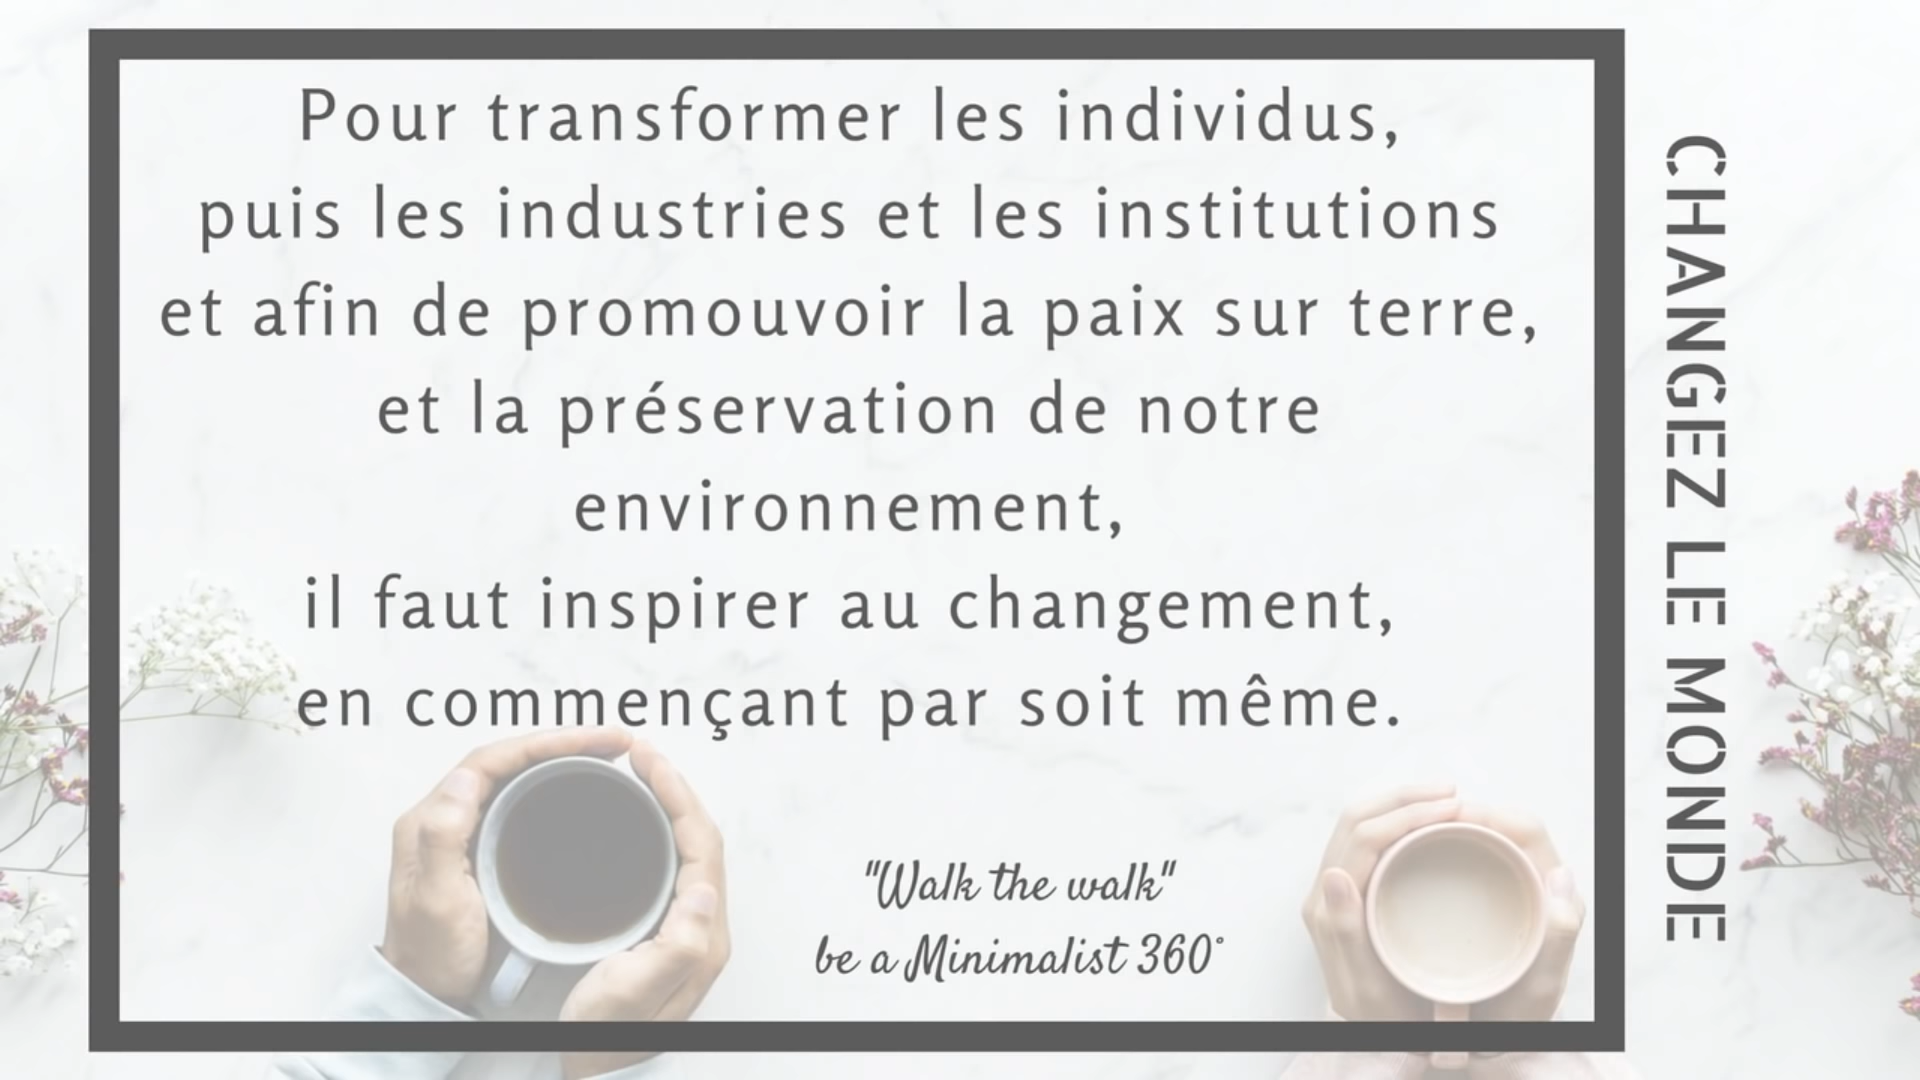 Pour transformer les individus,
puis les industries et les institutions
et afin de promouvoir la paix sur terre,
et la préservation de notre
environnement,
il faut inspirer au changement,
en commençant par soit même.
"Walk the walk"
be a Minimalist 360°
CHANGEZ LE MONDE